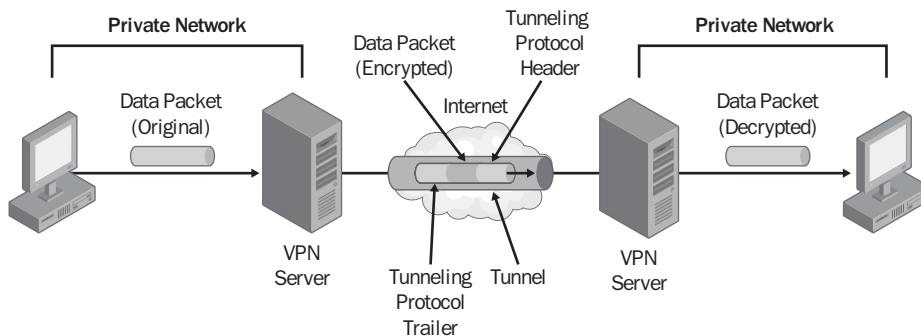 Private Network
Data Packet
(Original)
VPN
Server
Data Packet
(Encrypted)
Tunneling
Protocol
Header
Internet
Tunneling
Protocol
Trailer
Tunnel
Private Network
Data Packet
(Decrypted)
VPN
Server